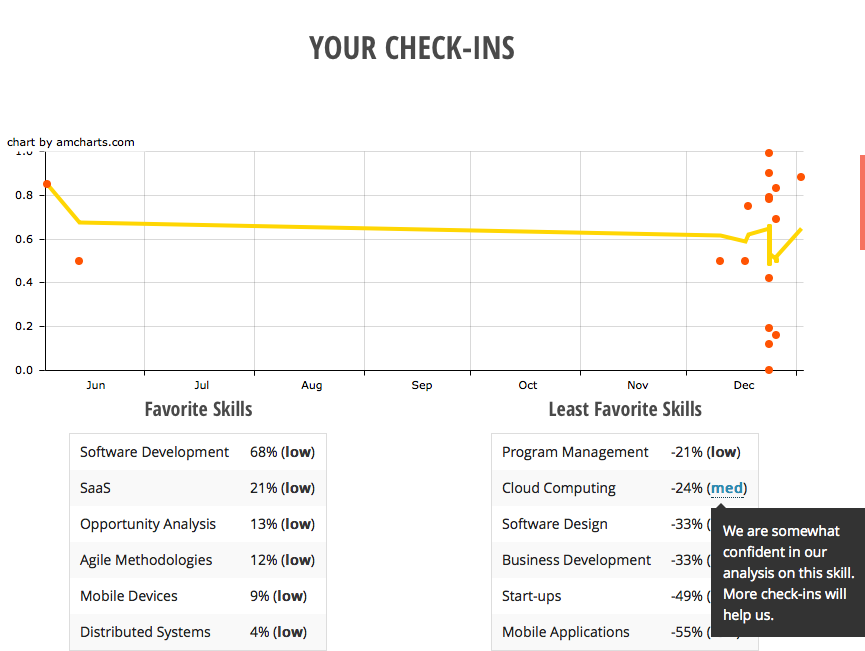 YOUR CHECK-INS
chart by amcharts.com
1.0
0.8
0.6
0.4
0.2
0.0
Jun Jul Aug Sep Oct Nov Dec
Favorite Skills
Software Development 68% (low)
SaaS 21% (low)
Opportunity Analysis 13% (low)
Agile Methodologies 12% (low)
Mobile Devices 9% (low)
Distributed Systems 4% (low)
Least Favorite Skills
Program Management -21% (low)
Cloud Computing -24% (med)
Software Design -33% (
Business Development -33% (
Start-ups -49% (
Mobile Applications -55% (
We are somewhat
confident in our
analysis on this skill.
More check-ins will
help us.